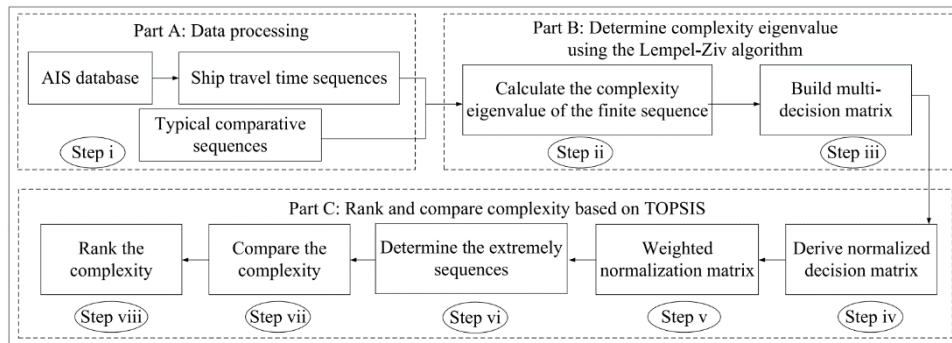 Part A: Data processing
AIS database
Ship travel time sequences
Typical comparative
sequences
Step i
Part B: Determine complexity eigenvalue
using the Lempel-Ziv algorithm
Calculate the complexity
eigenvalue of the finite sequence
Build multi-
decision matrix
Step ii
Step iii
Part C: Rank and compare complexity based on TOPSIS
Rank the
complexity
Compare the
complexity
Determine the extremely
sequences
Weighted
normalization matrix
Derive normalized
decision matrix
Step viii
Step vii
Step vi
Step v
Step iv